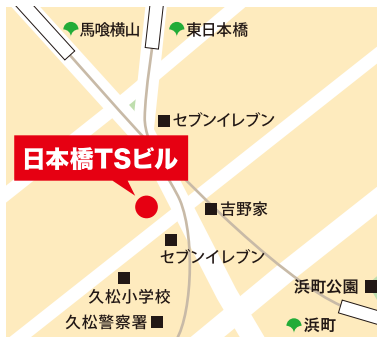 馬喰横山
東日本橋
セブンイレブン
日本橋TSビル
吉野家
セブンイレブン
浜町公園
久松小学校
久松警察署
浜町